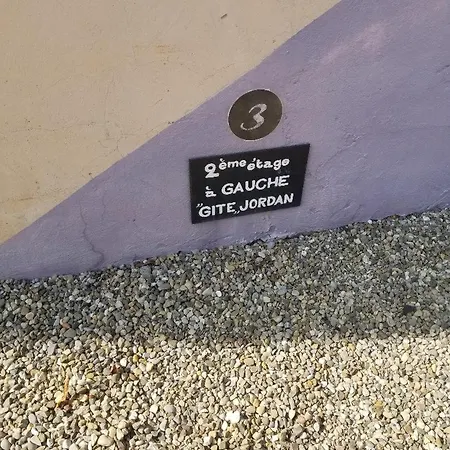 3
2ème étage
à GAUCHE
"GITE„JORDAN